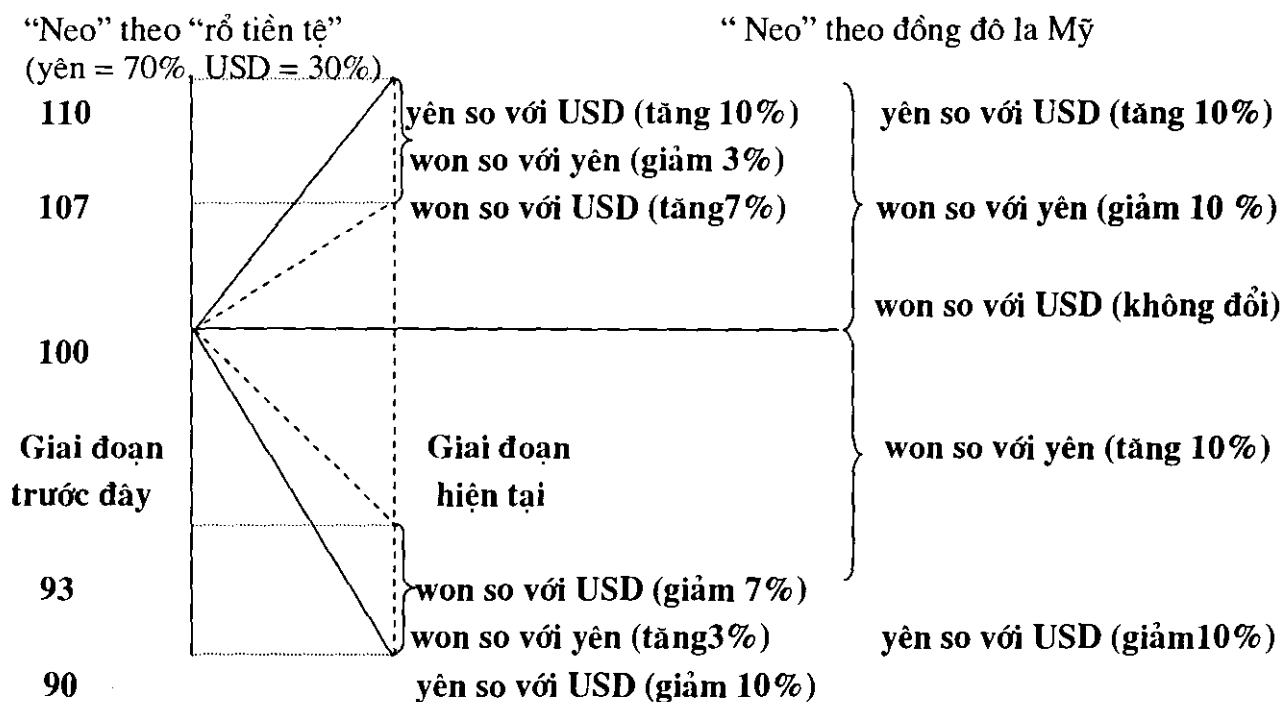 “Neo” theo “rổ tiền tệ”
“ Neo” theo đồng đô la Mỹ
(yên = 70%, USD = 30%)
110
yên so với USD (tăng 10%)
yên so với USD (tăng 10%)
won so với yên (giảm 3%)
107
won so với USD (tăng7%)
won so với yên (giảm 10 %)
won so với USD (không đổi)
100
Giai đoạn
trước đây
Giai đoạn
hiện tại
won so với yên (tăng 10%)
93
won so với USD (giảm 7%)
won so với yên (tăng3%)
yên so với USD (giảm10%)
90
yên so với USD (giảm 10%)